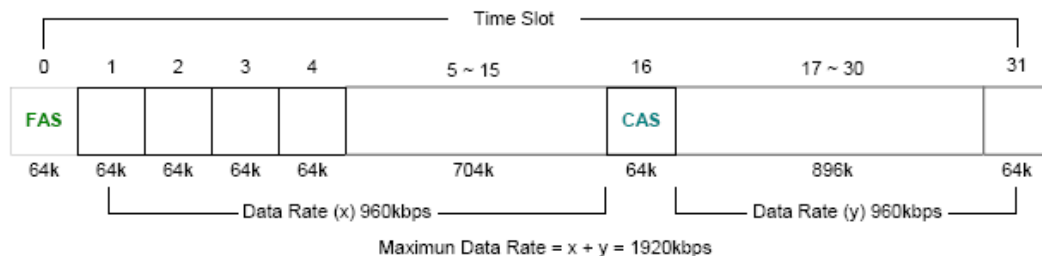 Time Slot
0 1 2 3 4 5 ~ 15 16 17 ~ 30 31
FAS CAS
64k 64k 64k 64k 64k 704k 64k 896k 64k
Data Rate (x) 960kbps Data Rate (y) 960kbps
Maximun Data Rate = x + y = 1920kbps